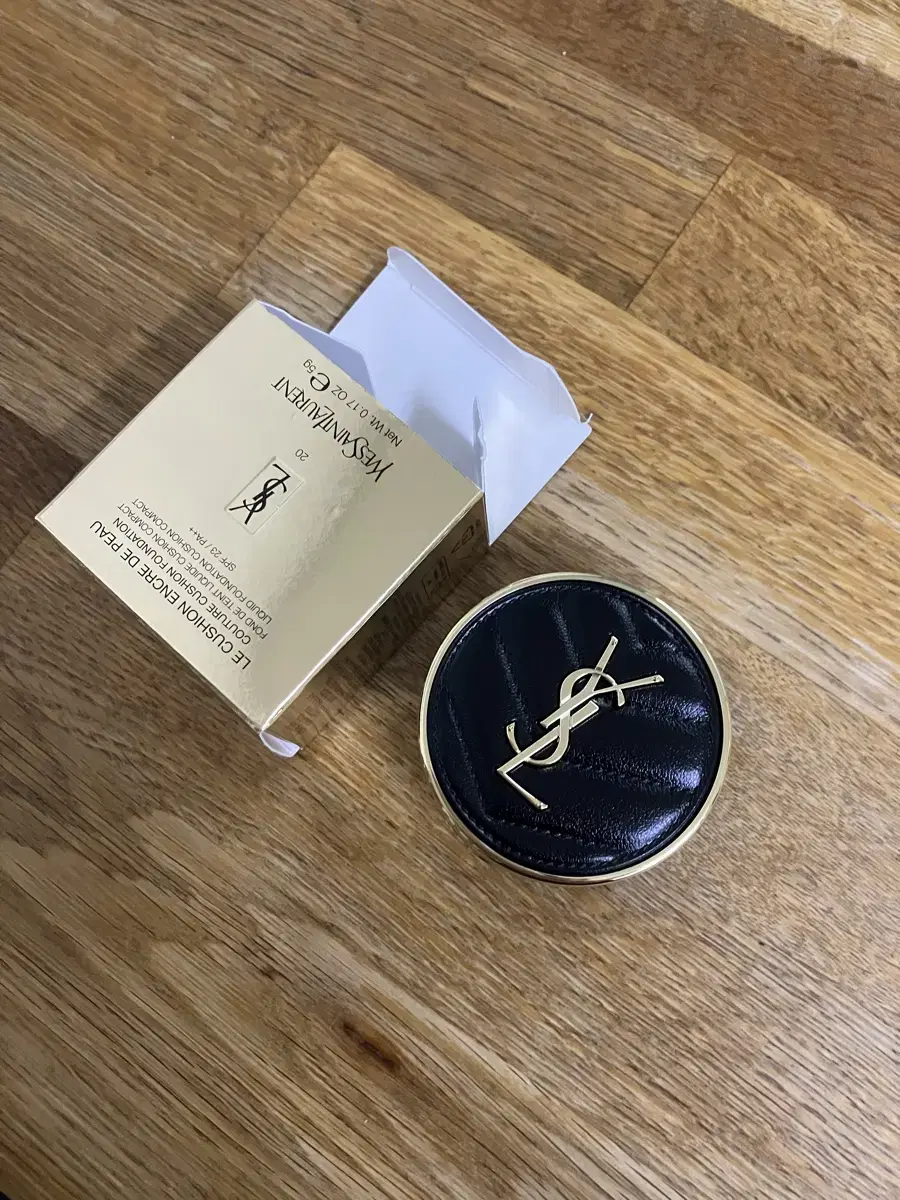 LE CUSHION ENCRE DE PEAU
COUTURE CUSHION FOUNDATION
FOND DE TEINT LIQUIDE CUSHION COMPACT
LIQUID FOUNDATION CUSHION COMPACT
SPF 23 / PA++
YSL
20
YVESSAINTLAURENT
Net Wt. 0.17 OZ e 5g
YSL